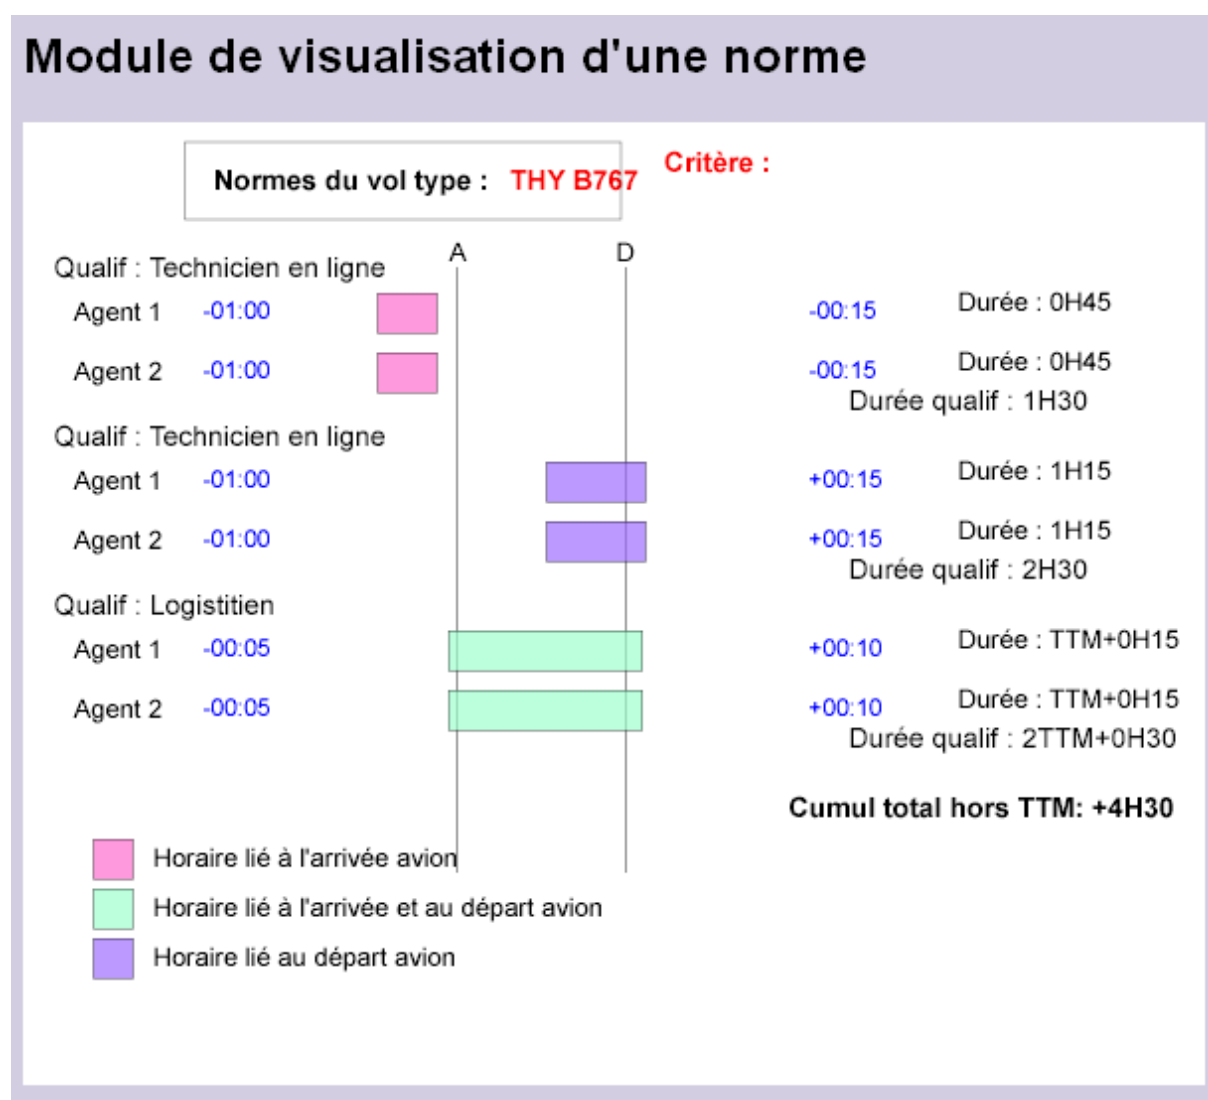 Module de visualisation d'une norme
Normes du vol type : THY B767
Critère :
A D
Qualif : Technicien en ligne
Agent 1 -01:00 -00:15 Durée : 0H45
Agent 2 -01:00 -00:15 Durée : 0H45
Durée qualif : 1H30
Qualif : Technicien en ligne
Agent 1 -01:00 +00:15 Durée : 1H15
Agent 2 -01:00 +00:15 Durée : 1H15
Durée qualif : 2H30
Qualif : Logistitien
Agent 1 -00:05 +00:10 Durée : TTM+0H15
Agent 2 -00:05 +00:10 Durée : TTM+0H15
Durée qualif : 2TTM+0H30
Cumul total hors TTM: +4H30
Horaire lié à l'arrivée avion
Horaire lié à l'arrivée et au départ avion
Horaire lié au départ avion